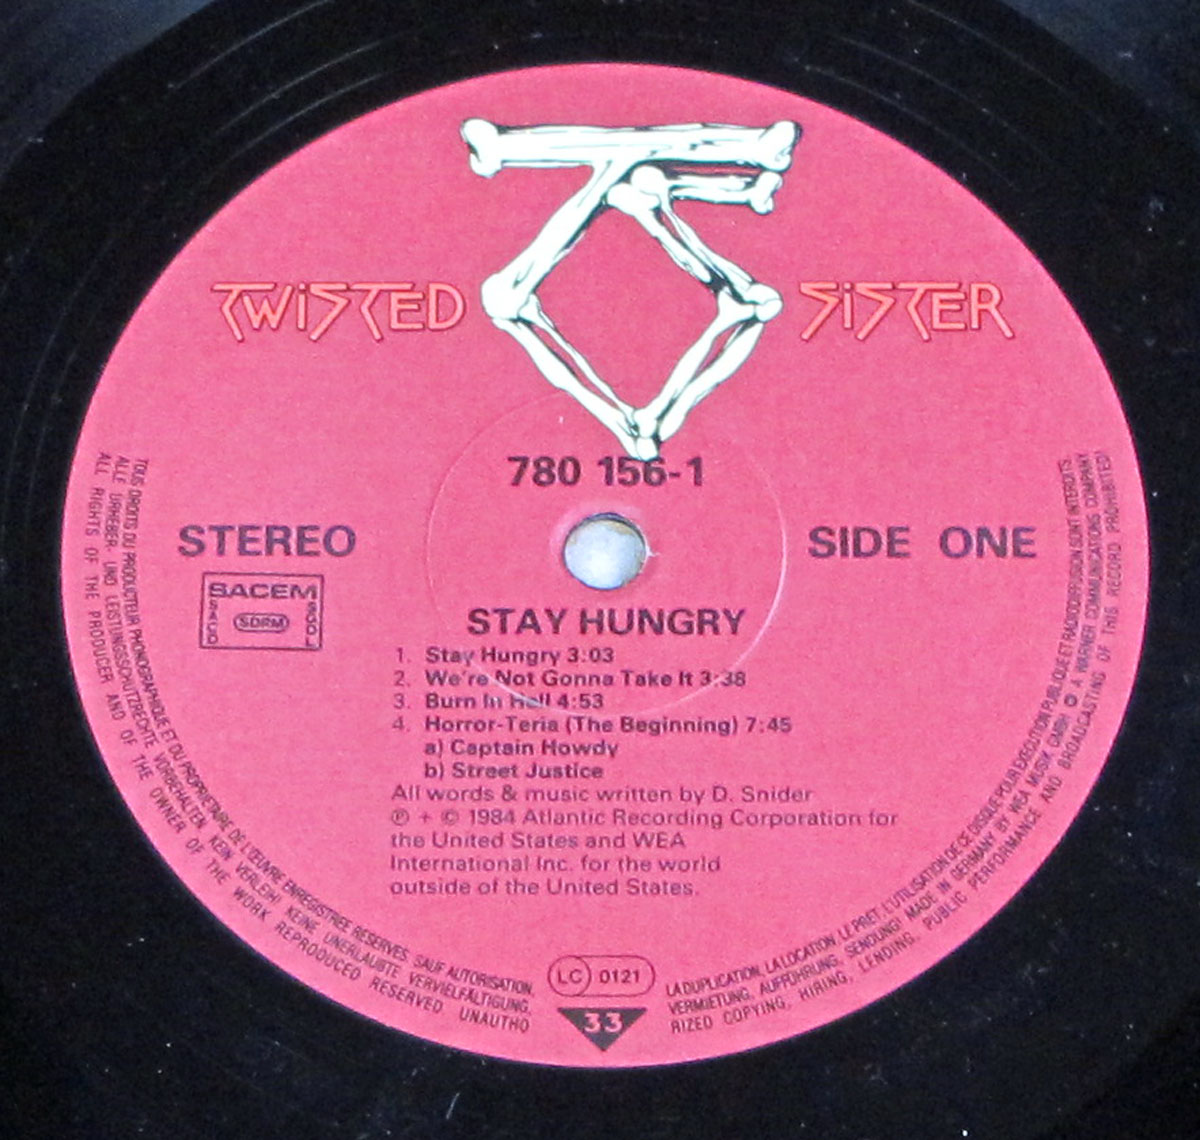 TWISTED SISTER
780 156-1
STEREO
SIDE ONE
SACEM
SACD SDRM SGDL
STAY HUNGRY
1. Stay Hungry 3:03
2. We're Not Gonna Take It 3:38
3. Burn In Hell 4:53
4. Horror-Teria (The Beginning) 7:45
a) Captain Howdy
b) Street Justice
All words & music written by D. Snider
℗ + © 1984 Atlantic Recording Corporation for
the United States and WEA
International Inc. for the world
outside of the United States.
TOUS DROITS DU PRODUCTEUR PHONOGRAPHIQUE ET DU PROPRIETAIRE DE L'ŒUVRE ENREGISTREE RESERVES. SAUF AUTORISATION, LA DUPLICATION, LA LOCATION, LE PRET, L'UTILISATION DE CE DISQUE POUR EXECUTION PUBLIQUE ET RADIODIFFUSION SONT INTERDITS
ALLE URHEBER- UND LEISTUNGSSCHUTZRECHTE VORBEHALTEN. KEIN VERLEIH! KEINE UNERLAUBTE VERVIELFÄLTIGUNG, VERMIETUNG, AUFFÜHRUNG, SENDUNG! MADE IN GERMANY BY WEA MUSIK GMBH. A WARNER COMMUNICATIONS COMPANY
ALL RIGHTS OF THE PRODUCER AND OF THE OWNER OF THE WORK REPRODUCED RESERVED UNAUTHORIZED COPYING, HIRING, LENDING, PUBLIC PERFORMANCE AND BROADCASTING OF THIS RECORD PROHIBITED!
LC 0121
33